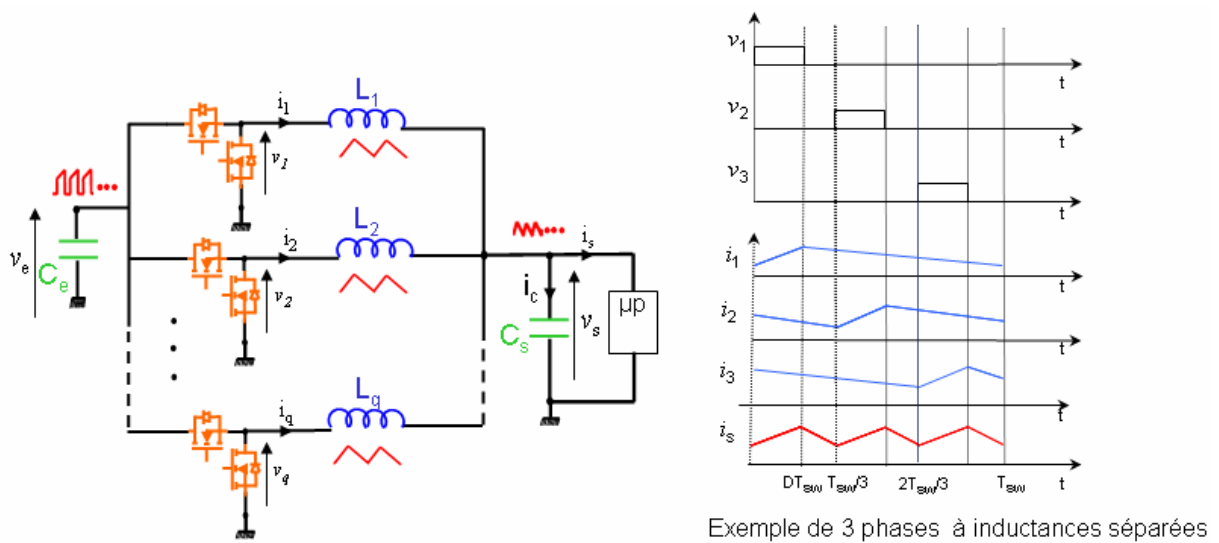 i1
L1
v1
•••
ve
Ce
i2
L2
v2
•••
is
ic
Cs
vs
µp
iq
Lq
vq
v1
t
v2
t
v3
t
i1
t
i2
t
i3
t
is
DTsw
Tsw/3
2Tsw/3
Tsw
t
Exemple de 3 phases à inductances séparées